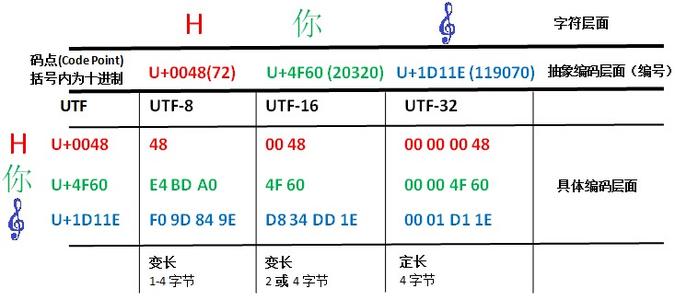 H 你 𝄞 字符层面
码点(Code Point)
括号内为十进制 U+0048(72) U+4F60 (20320) U+1D11E (119070) 抽象编码层面（编号）
UTF UTF-8 UTF-16 UTF-32
H U+0048 48 00 48 00 00 00 48
你 U+4F60 E4 BD A0 4F 60 00 00 4F 60 具体编码层面
𝄞 U+1D11E F0 9D 84 9E D8 34 DD 1E 00 01 D1 1E
变长 变长 定长
1-4 字节 2 或 4 字节 4 字节